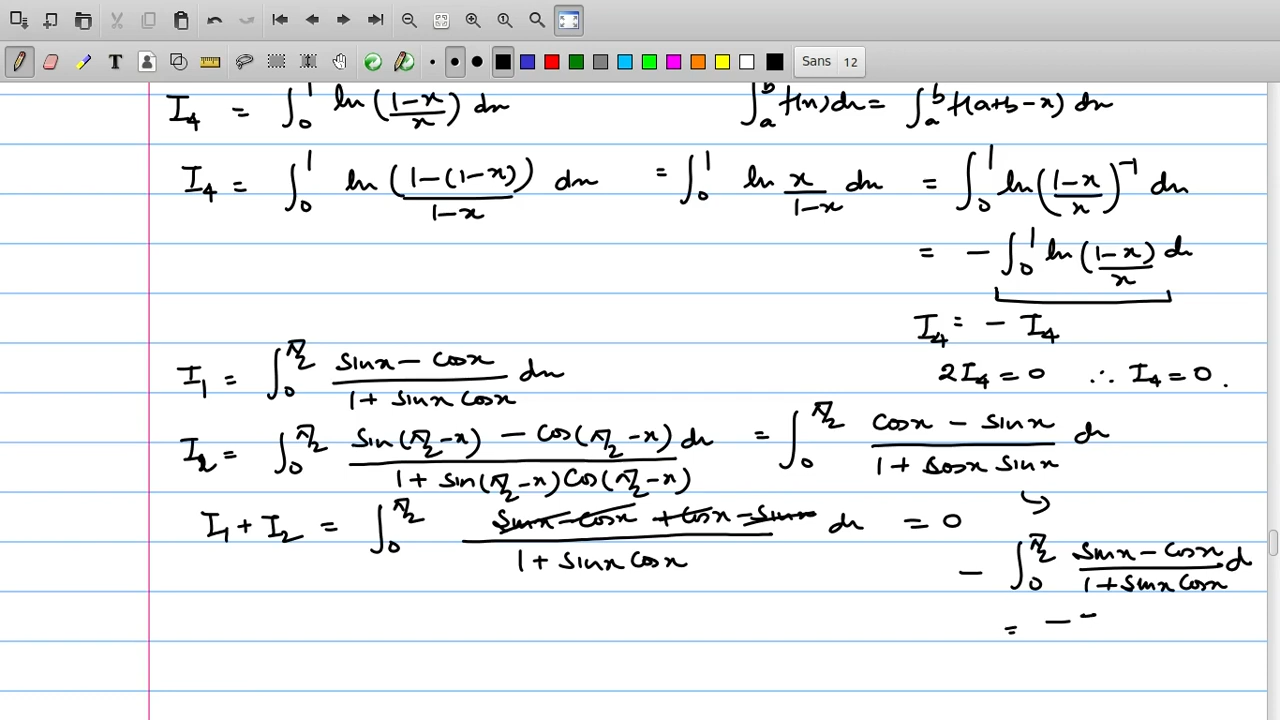 Sans 12
I₄ = ∫₀¹ ln((1-x)/x) dx    ∫ₐᵇ f(x)dx = ∫ₐᵇ f(a+b-x) dx
I₄ = ∫₀¹ ln((1-(1-x))/(1-x)) dx = ∫₀¹ ln x/(1-x) dx = ∫₀¹ ln((1-x)/x)⁻¹ dx
= - ∫₀¹ ln((1-x)/x) dx
I₄ = - I₄
2I₄ = 0 ∴ I₄ = 0.
I₁ = ∫₀^(π/2) (sinx - cosx)/(1 + sinx cosx) dx
I₂ = ∫₀^(π/2) (sin(π/2-x) - cos(π/2-x))/(1 + sin(π/2-x) Cos(π/2-x)) dx = ∫₀^(π/2) (cosx - sinx)/(1 + cosx sinx) dx
I₁ + I₂ = ∫₀^(π/2) (sinx - cosx + cosx - sinx)/(1 + sinx cosx) dx = 0
- ∫₀^(π/2) (sinx - cosx)/(1 + sinx cosx) d
= -